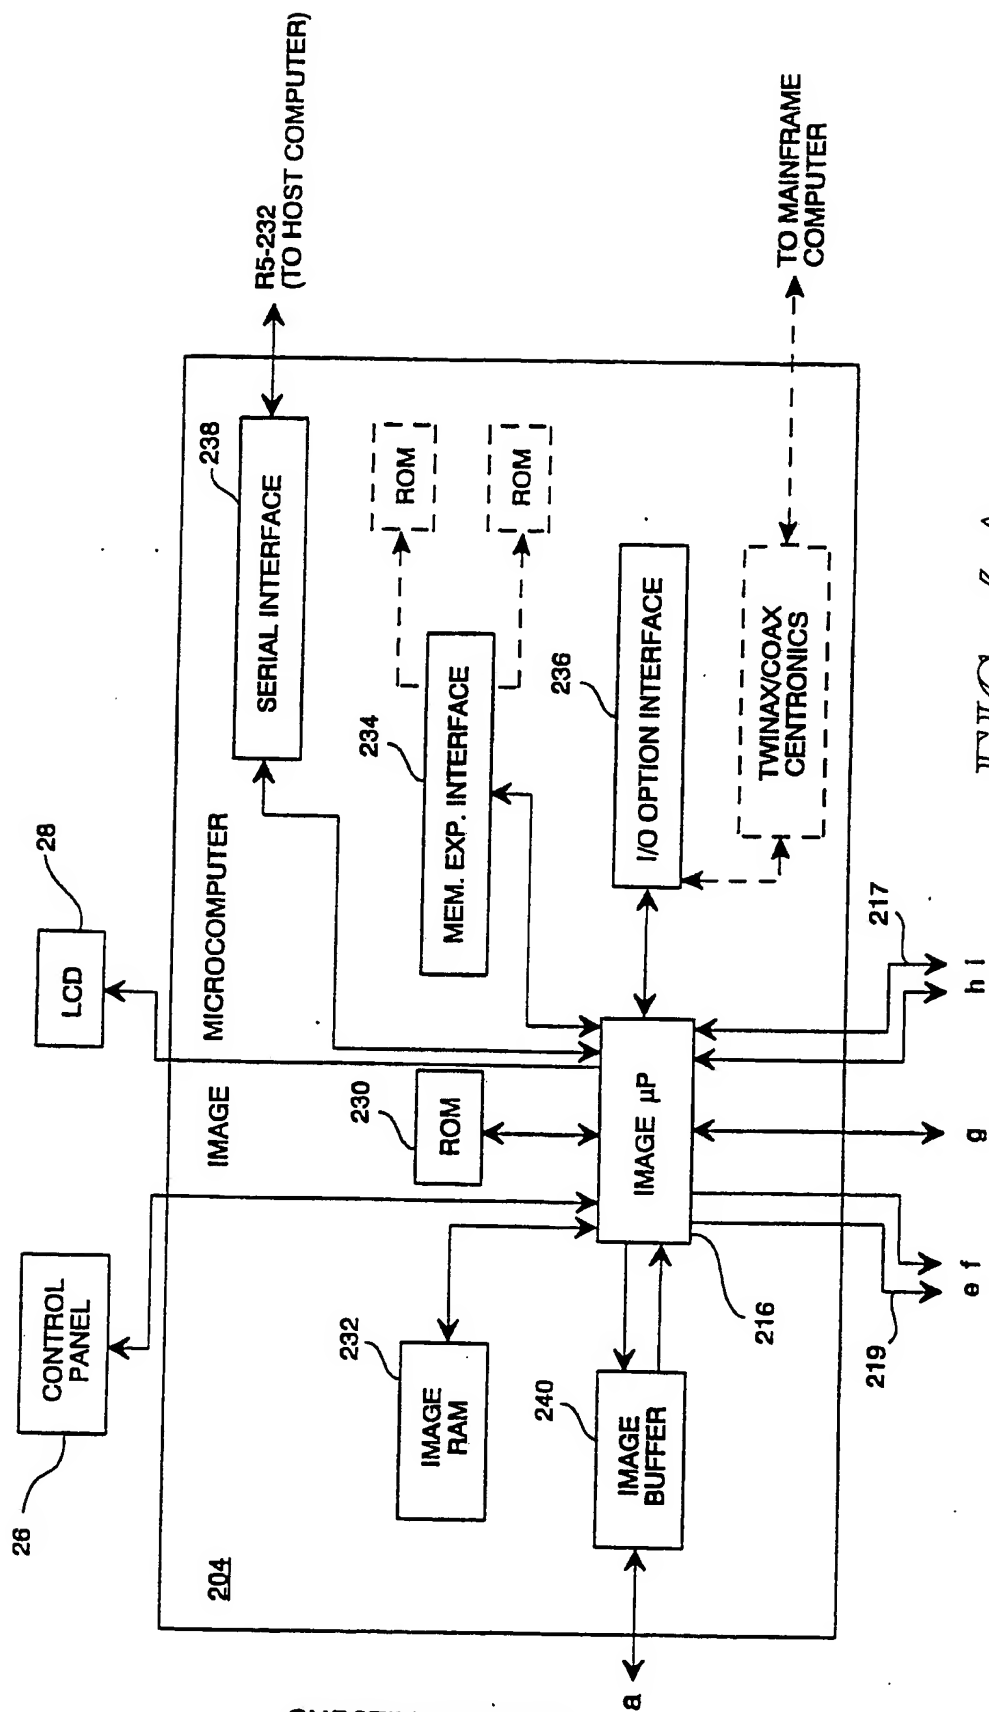 26
CONTROL
PANEL
LCD
28
204
IMAGE MICROCOMPUTER
238
SERIAL INTERFACE
R5-232
(TO HOST COMPUTER)
232
IMAGE
RAM
230
ROM
234
MEM. EXP. INTERFACE
ROM
ROM
240
IMAGE
BUFFER
a
216
IMAGE µP
236
I/O OPTION INTERFACE
TWINAX/COAX
CENTRONICS
TO MAINFRAME
COMPUTER
219
217
e f g h i